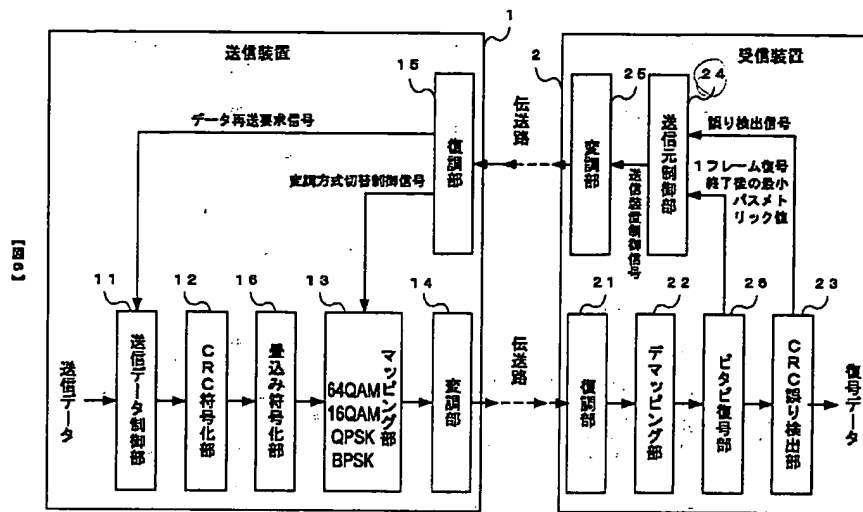 【図6】
送信装置
1
15
復調部
データ再送要求信号
変調方式切替制御信号
伝送路
2
受信装置
25
変調部
24
送信元制御部
送信装置制御信号
誤り検出信号
1フレーム復号
終了後の最小
パスメト
リック値
送信データ
11
送信データ制御部
12
CRC符号化部
16
畳込み符号化部
13
マッピング部
64QAM
16QAM
QPSK
BPSK
14
変調部
伝送路
21
復調部
22
デマッピング部
26
ビタビ復号部
23
CRC誤り検出部
復号データ